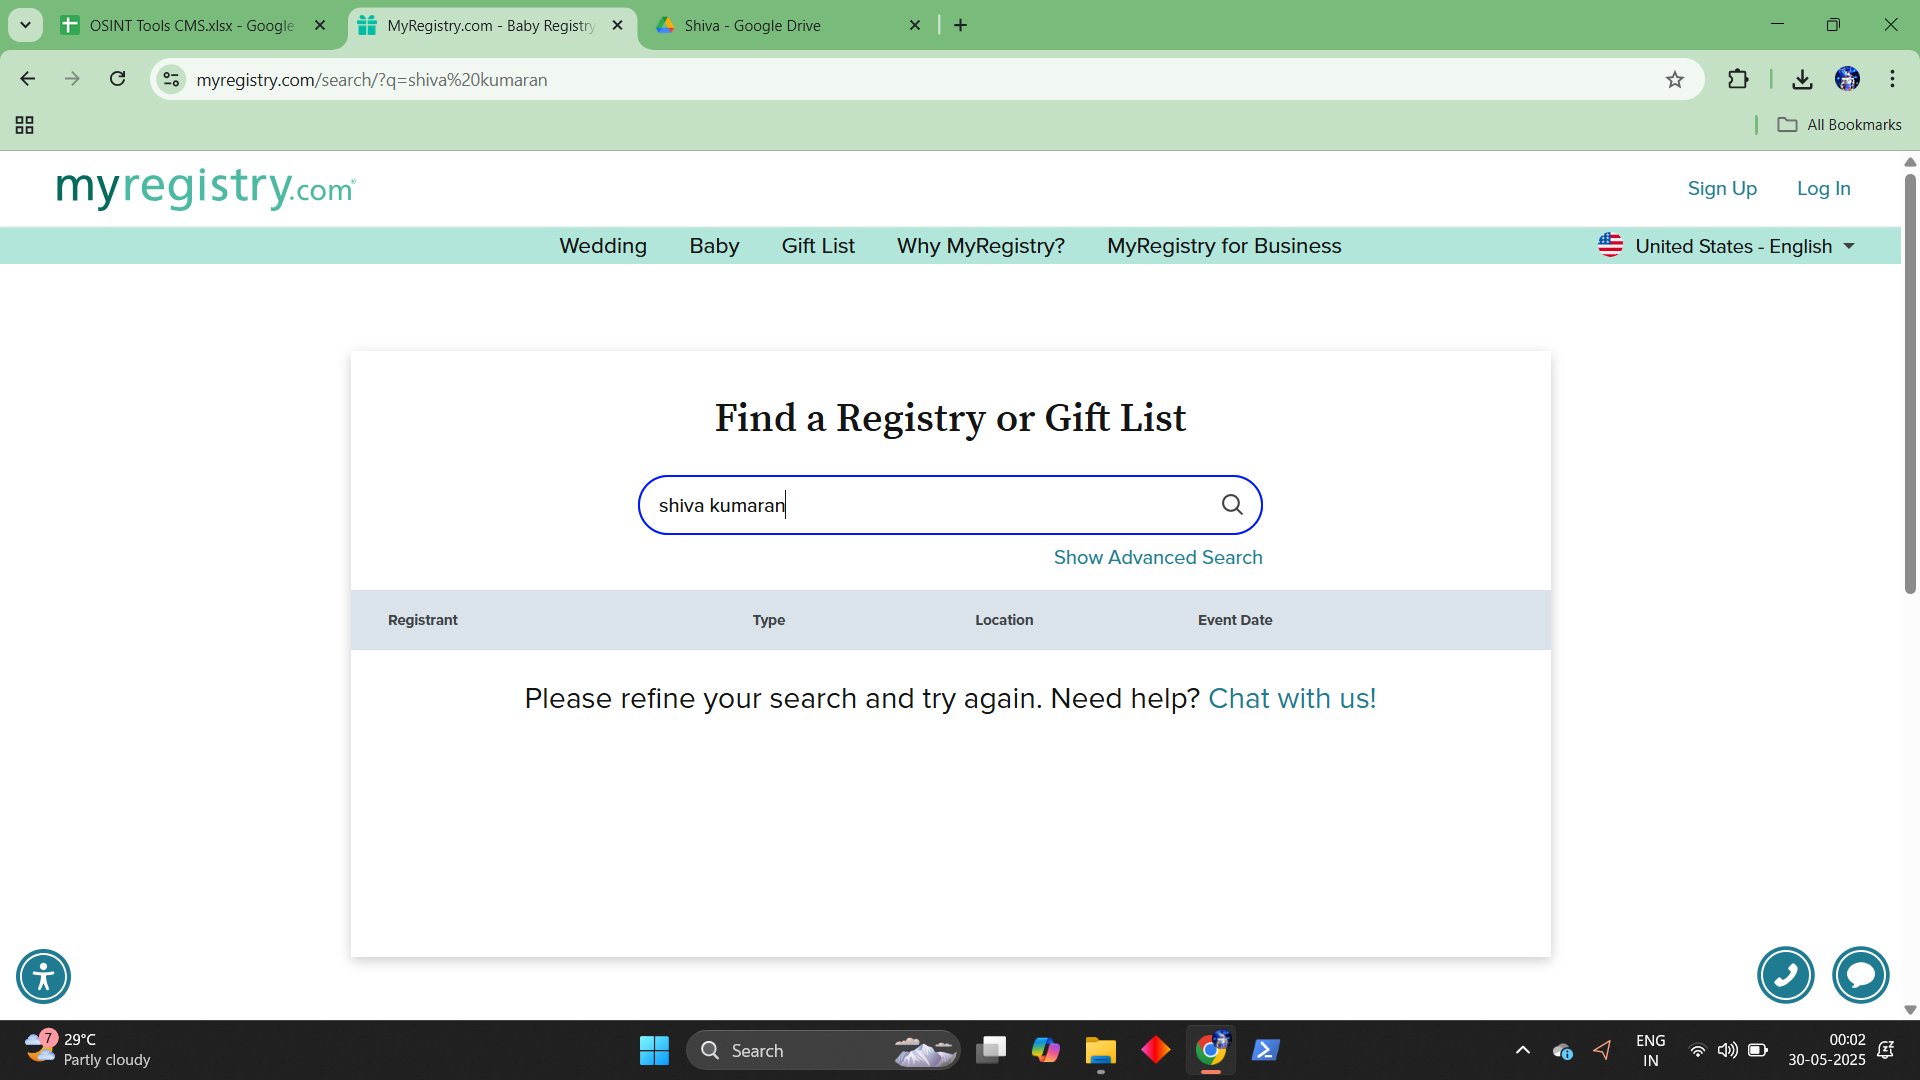 OSINT Tools CMS.xlsx - Google
MyRegistry.com - Baby Registry
Shiva - Google Drive
myregistry.com/search/?q=shiva%20kumaran
All Bookmarks
myregistry.com
Sign Up
Log In
Wedding
Baby
Gift List
Why MyRegistry?
MyRegistry for Business
United States - English
Find a Registry or Gift List
shiva kumaran
Show Advanced Search
Registrant
Type
Location
Event Date
Please refine your search and try again. Need help? Chat with us!
7
29°C
Partly cloudy
Search
ENG
IN
00:02
30-05-2025